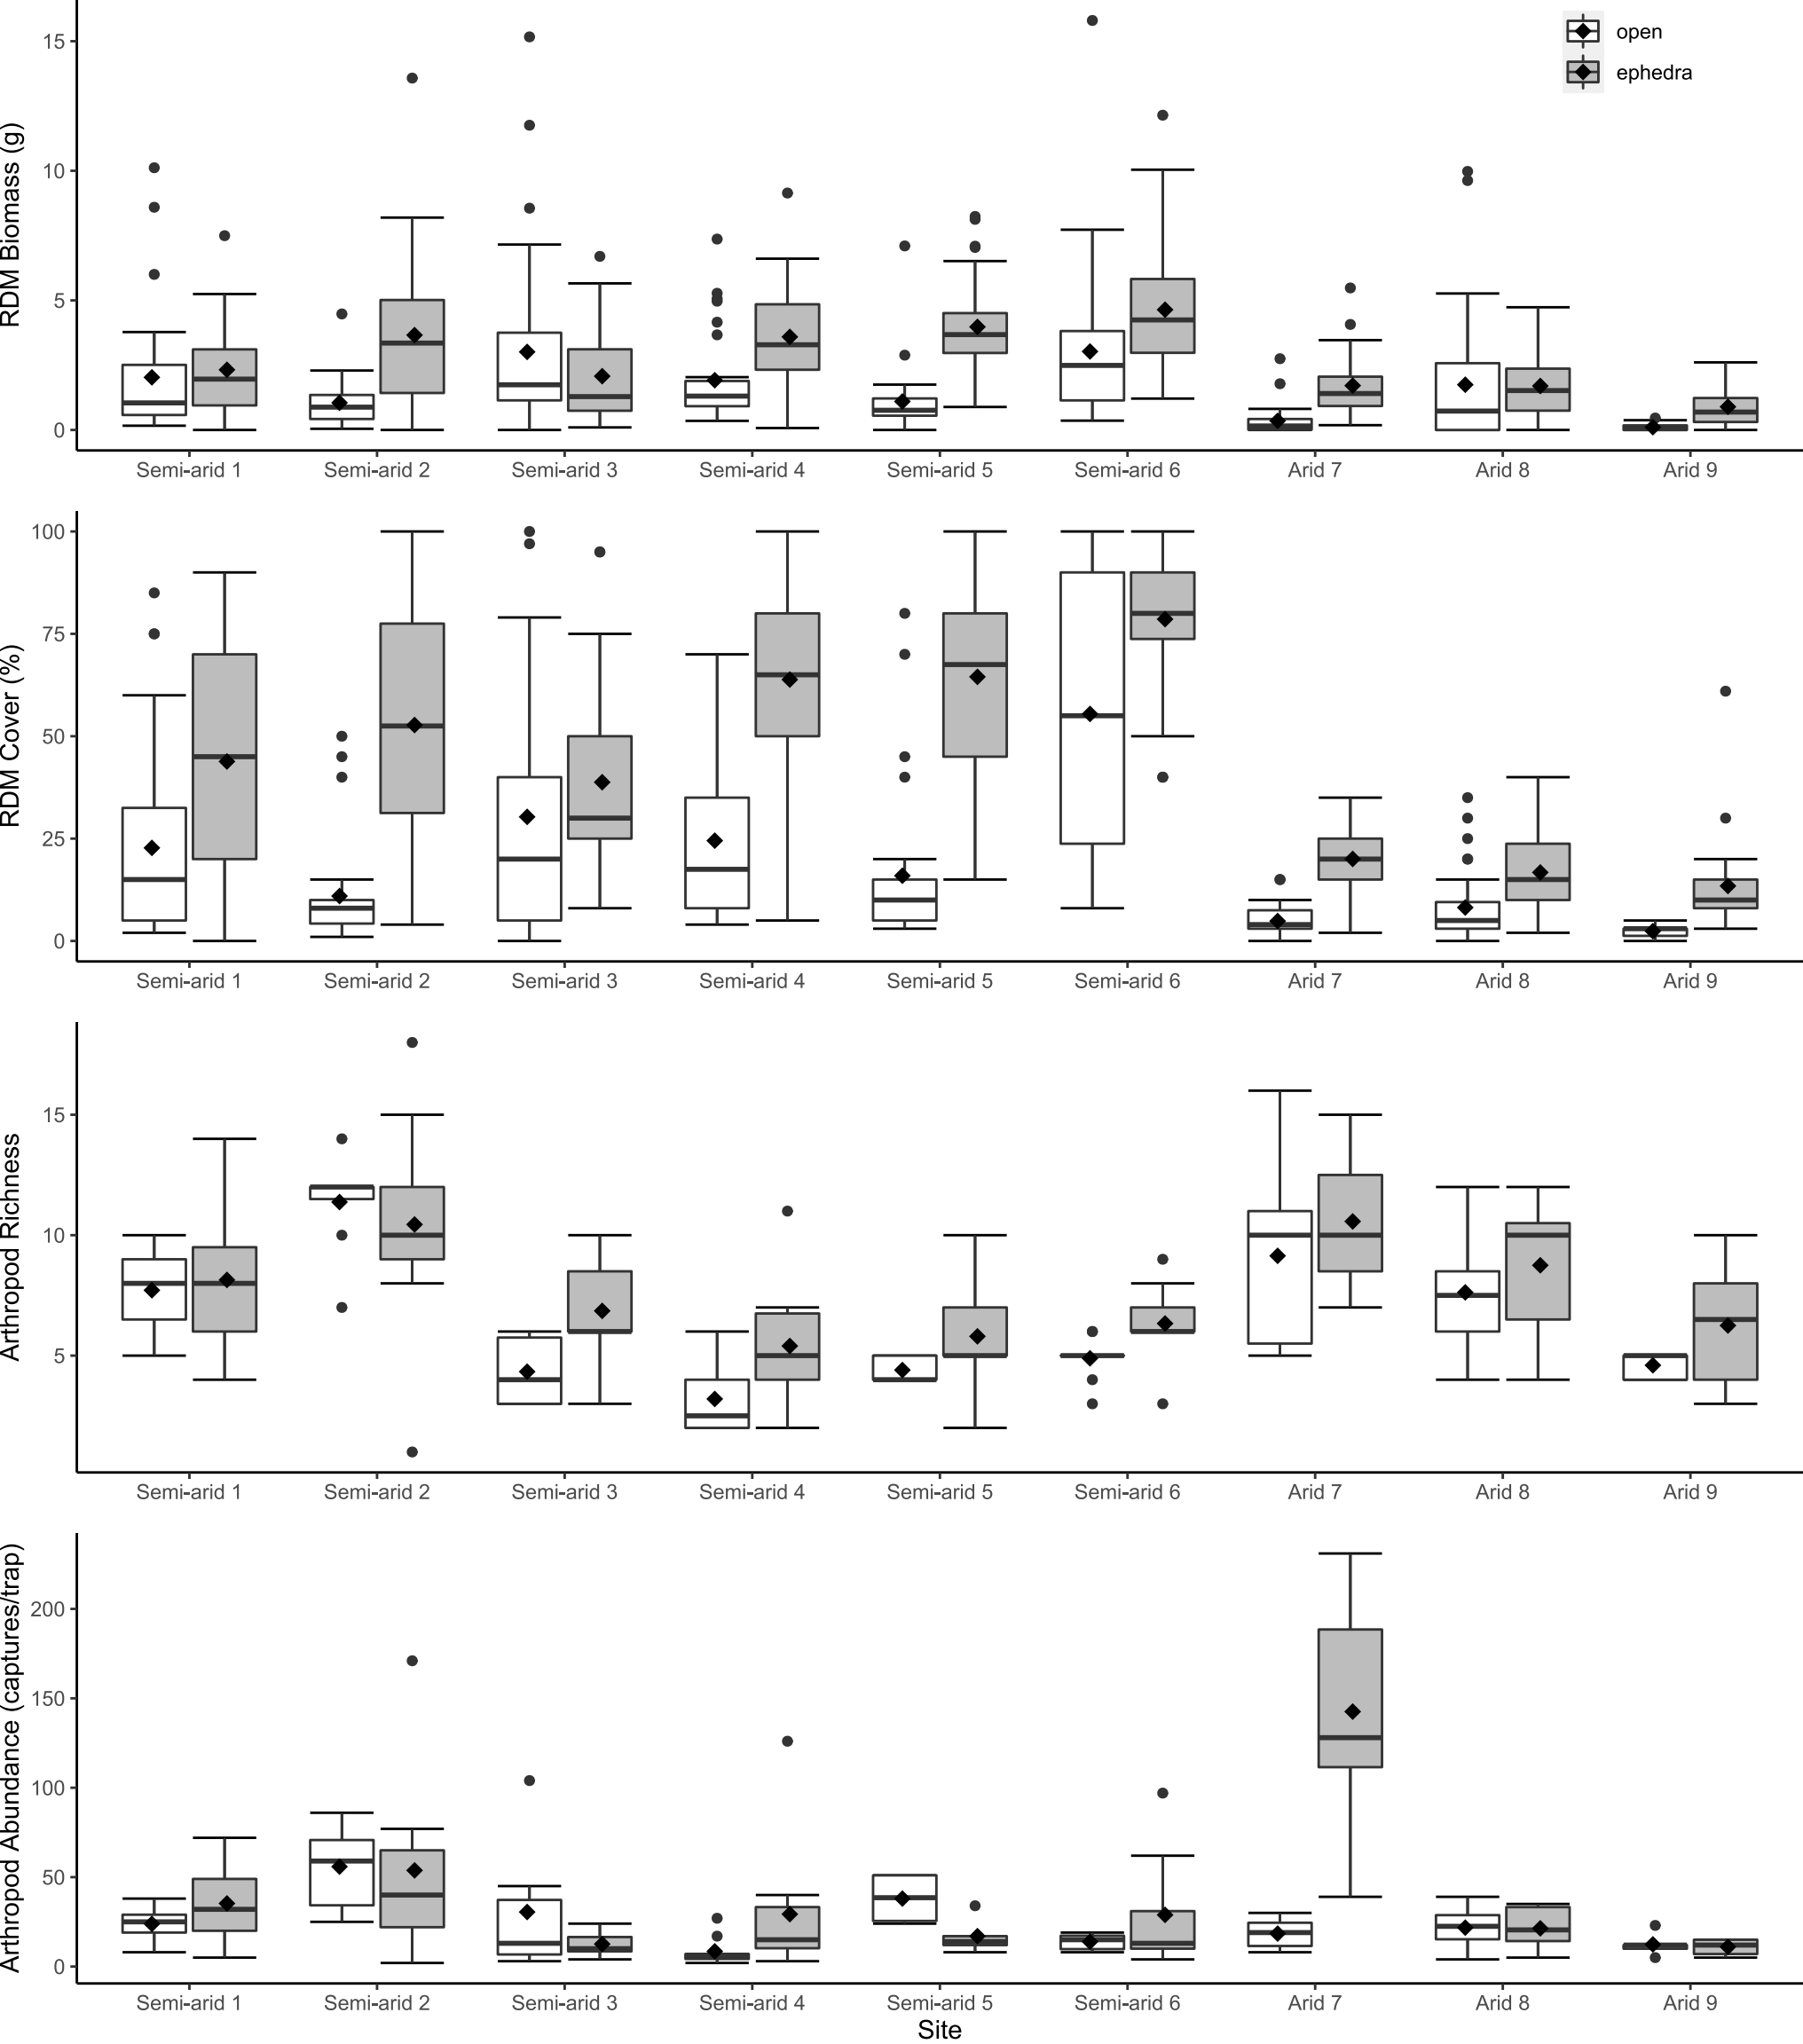 open
ephedra
RDM Biomass (g)
15
10
5
0
Semi-arid 1 Semi-arid 2 Semi-arid 3 Semi-arid 4 Semi-arid 5 Semi-arid 6 Arid 7 Arid 8 Arid 9
RDM Cover (%)
100
75
50
25
0
Semi-arid 1 Semi-arid 2 Semi-arid 3 Semi-arid 4 Semi-arid 5 Semi-arid 6 Arid 7 Arid 8 Arid 9
Arthropod Richness
15
10
5
Semi-arid 1 Semi-arid 2 Semi-arid 3 Semi-arid 4 Semi-arid 5 Semi-arid 6 Arid 7 Arid 8 Arid 9
Arthropod Abundance (captures/trap)
200
150
100
50
0
Semi-arid 1 Semi-arid 2 Semi-arid 3 Semi-arid 4 Semi-arid 5 Semi-arid 6 Arid 7 Arid 8 Arid 9
Site